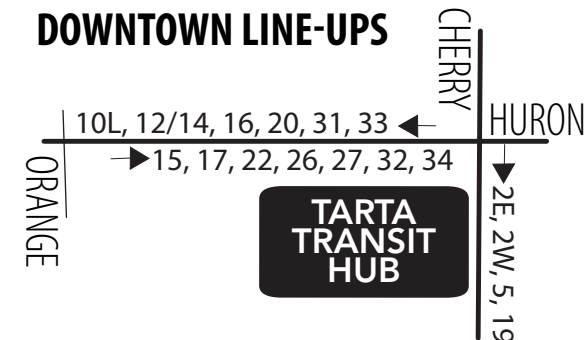 DOWNTOWN LINE-UPS
CHERRY
10L, 12/14, 16, 20, 31, 33
HURON
15, 17, 22, 26, 27, 32, 34
ORANGE
TARTA
TRANSIT
HUB
2E, 2W, 5, 19